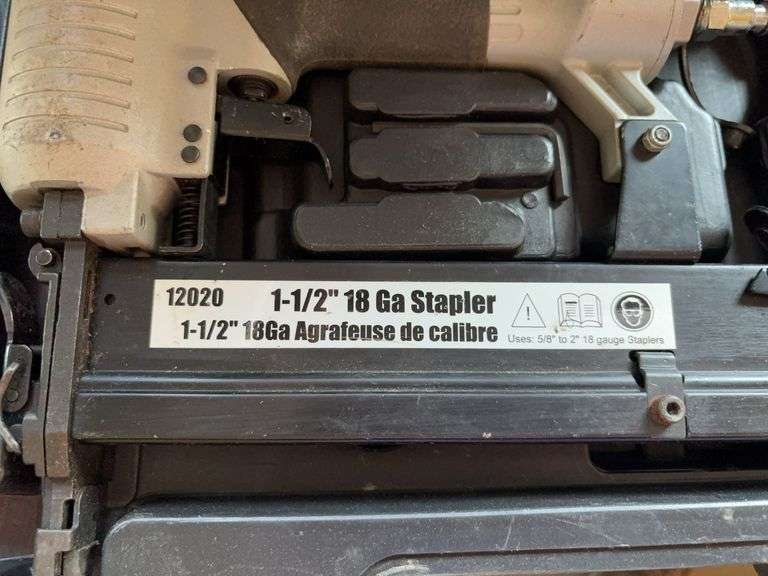 12020 1-1/2" 18 Ga Stapler
1-1/2" 18Ga Agrafeuse de calibre
Uses: 5/8" to 2" 18 gauge Staplers